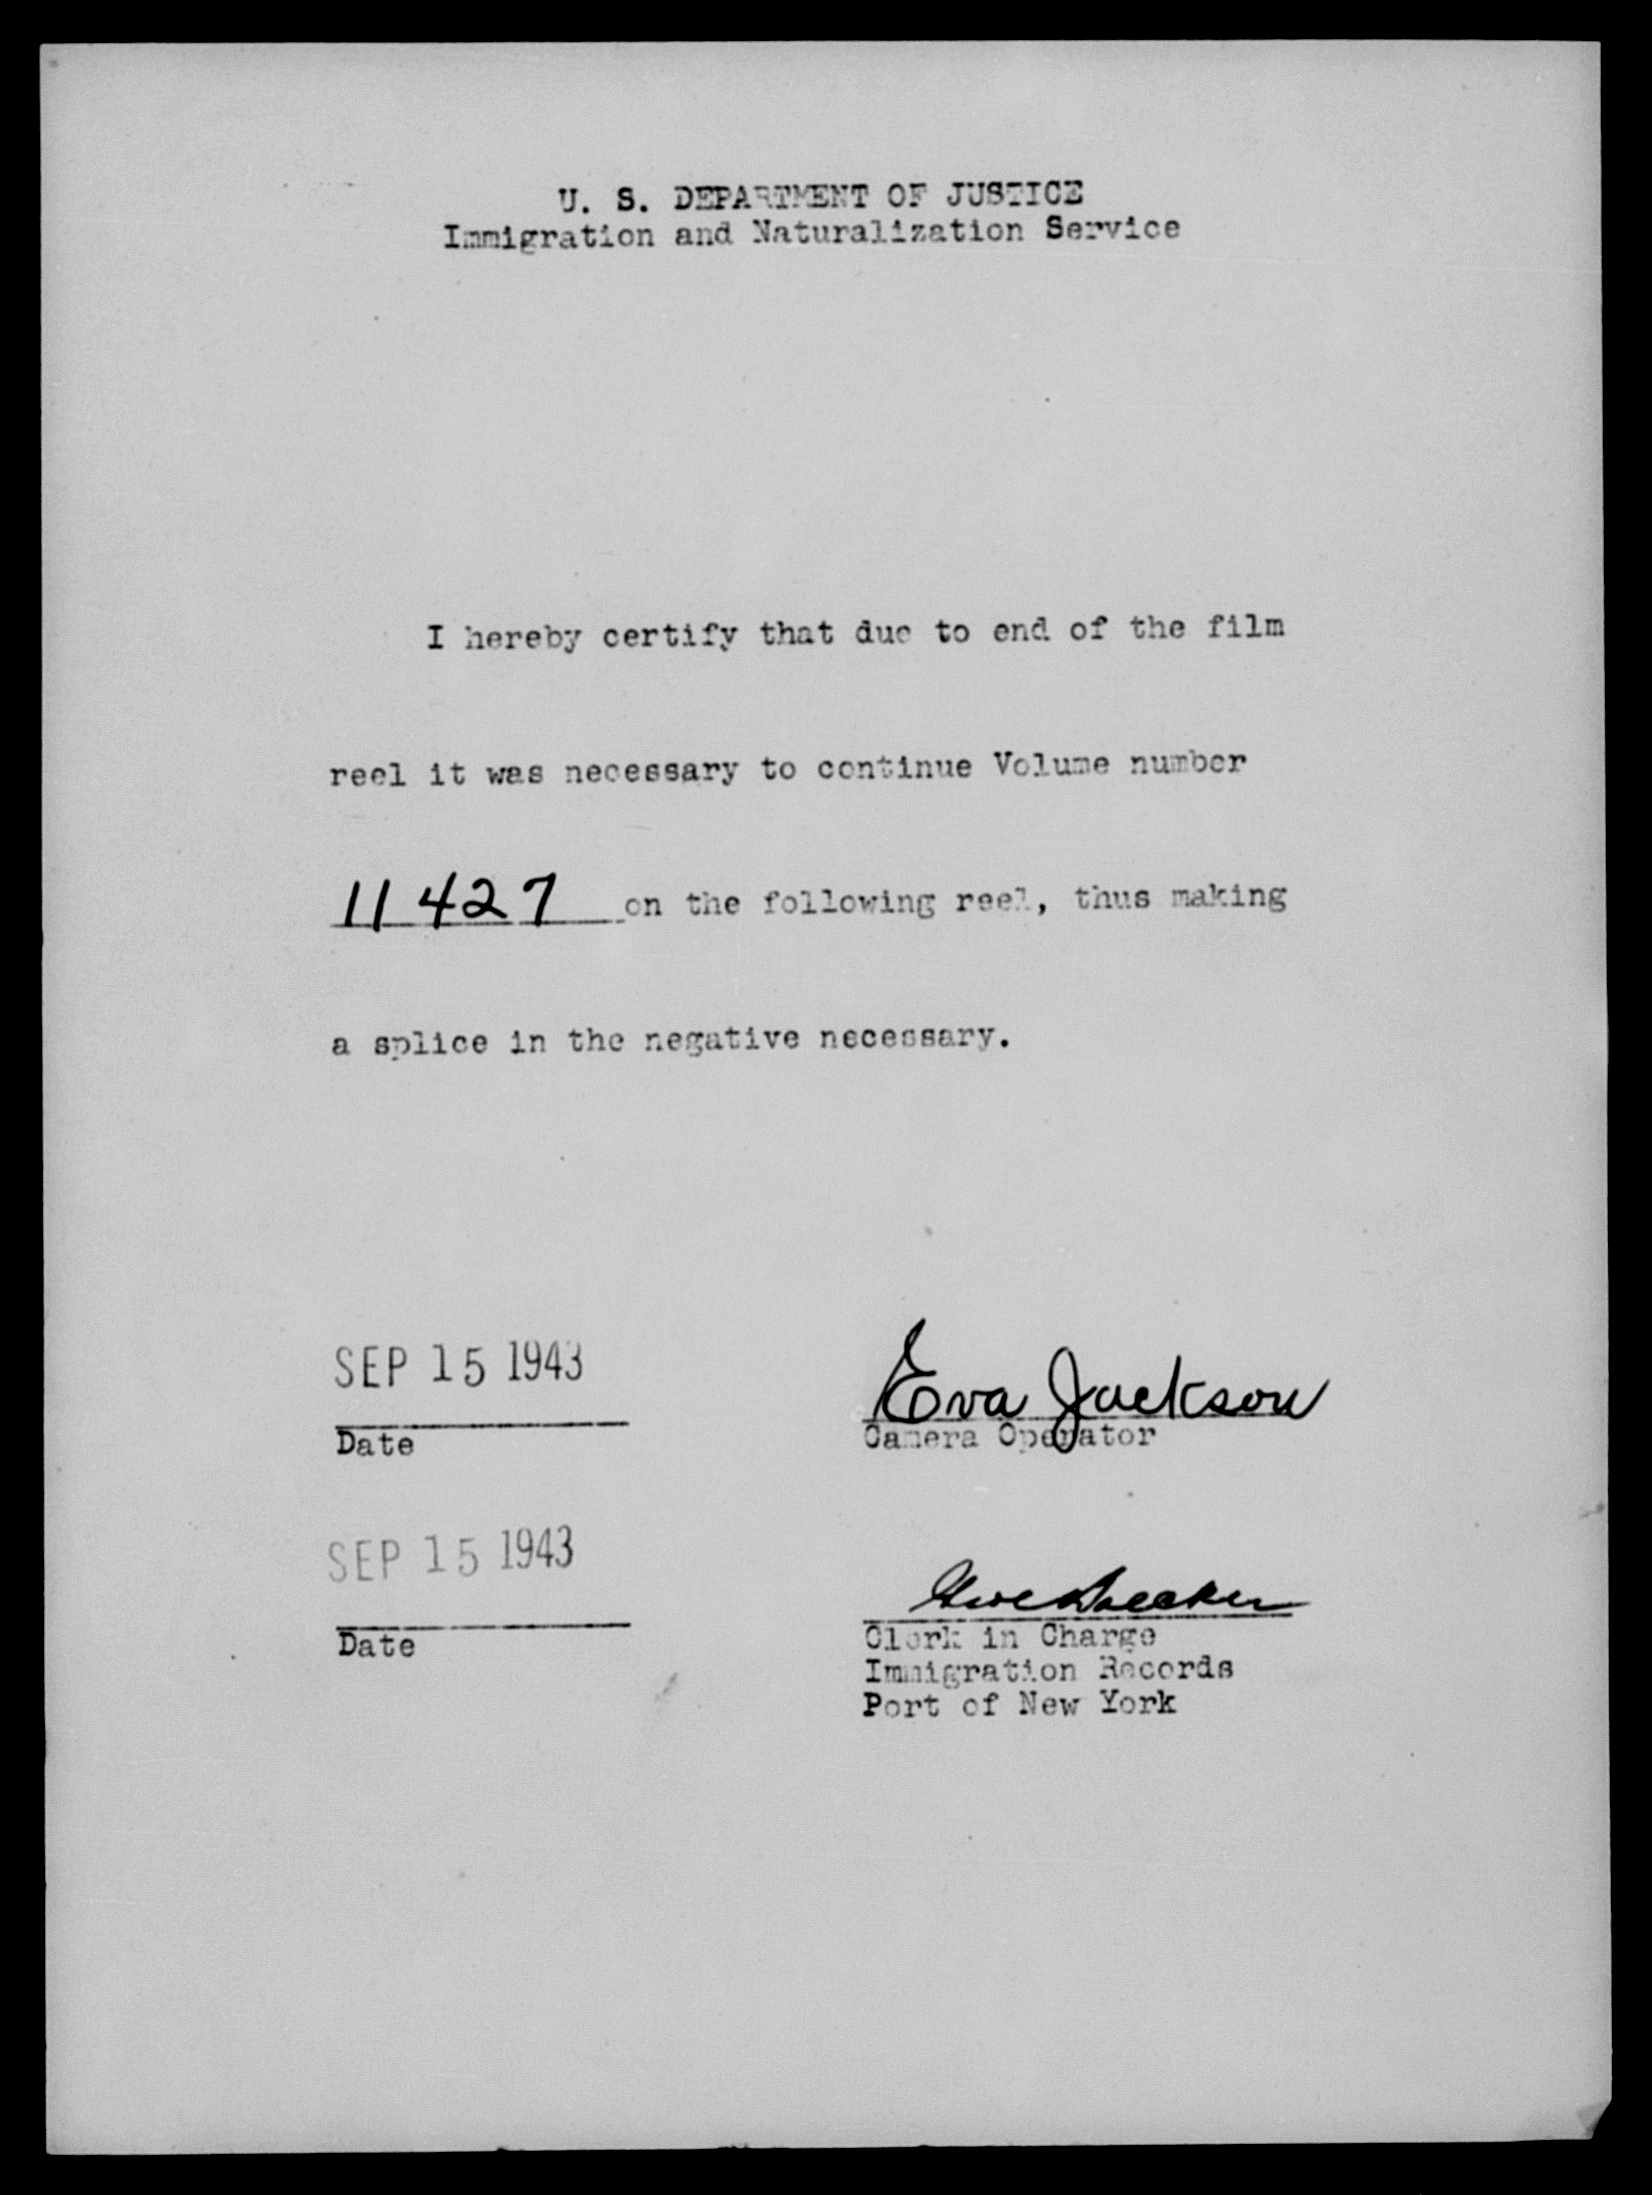 U. S. DEPARTMENT OF JUSTICE
Immigration and Naturalization Service
I hereby certify that due to end of the film
reel it was necessary to continue Volume number
11427 on the following reel, thus making
a splice in the negative necessary.
SEP 15 1943
Eva Jackson
Date
Camera Operator
SEP 15 1943
Date
Clerk in Charge
Immigration Records
Port of New York